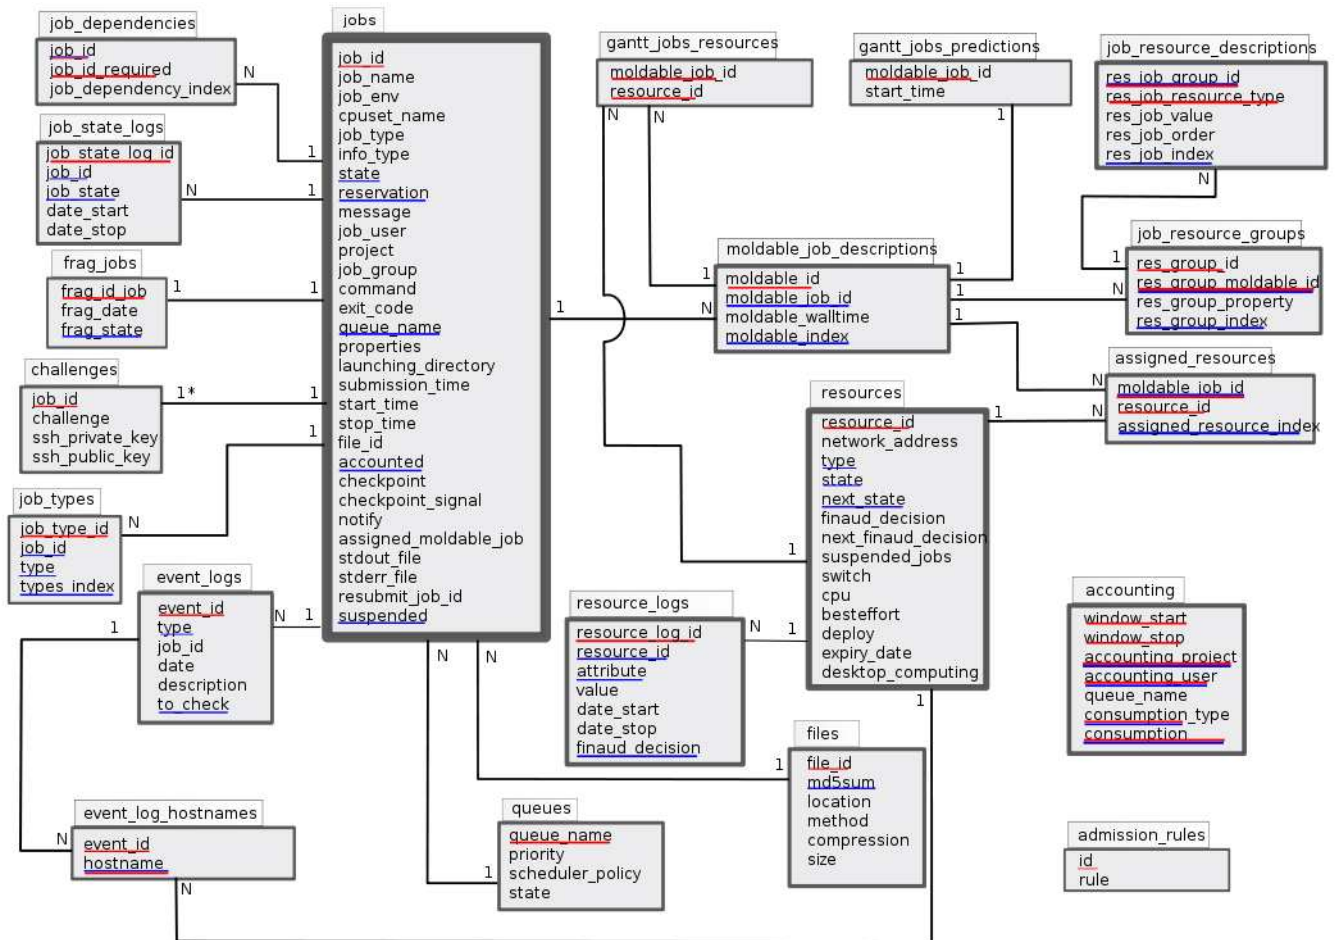 job_dependencies
job_id
job_id_required
job_dependency_index
N
1
job_state_logs
job_state_log_id
job_id
job_state
date_start
date_stop
N
1
frag_jobs
frag_id_job
frag_date
frag_state
1
1
challenges
job_id
challenge
ssh_private_key
ssh_public_key
1*
1
job_types
job_type_id
job_id
type
types_index
N
1
event_logs
event_id
type
job_id
date
description
to_check
N
1
1
event_log_hostnames
event_id
hostname
N
N
jobs
job_id
job_name
job_env
cpuset_name
job_type
info_type
state
reservation
message
job_user
project
job_group
command
exit_code
queue_name
properties
launching_directory
submission_time
start_time
stop_time
file_id
accounted
checkpoint
checkpoint_signal
notify
assigned_moldable_job
stdout_file
stderr_file
resubmit_job_id
suspended
1
N
N
gantt_jobs_resources
moldable_job_id
resource_id
N
N
gantt_jobs_predictions
moldable_job_id
start_time
1
job_resource_descriptions
res_job_group_id
res_job_resource_type
res_job_value
res_job_order
res_job_index
N
moldable_job_descriptions
moldable_id
moldable_job_id
moldable_walltime
moldable_index
1
N
1
1
1
job_resource_groups
res_group_id
res_group_moldable_id
res_group_property
res_group_index
1
N
assigned_resources
moldable_job_id
resource_id
assigned_resource_index
N
N
resources
resource_id
network_address
type
state
next_state
finaud_decision
next_finaud_decision
suspended_jobs
switch
cpu
besteffort
deploy
expiry_date
desktop_computing
1
1
1
1
resource_logs
resource_log_id
resource_id
attribute
value
date_start
date_stop
finaud_decision
N
files
file_id
md5sum
location
method
compression
size
1
queues
queue_name
priority
scheduler_policy
state
1
accounting
window_start
window_stop
accounting_project
accounting_user
queue_name
consumption_type
consumption
admission_rules
id
rule